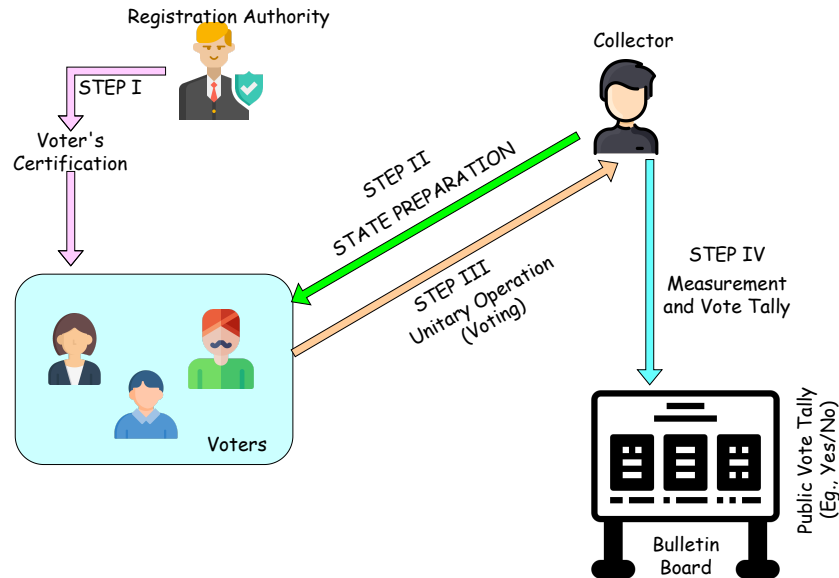 Registration Authority
STEP I
Voter's
Certification
Collector
STEP II
STATE PREPARATION
STEP III
Unitary Operation
(Voting)
STEP IV
Measurement
and Vote Tally
Voters
Public Vote Tally
(Eg., Yes/No)
Bulletin
Board